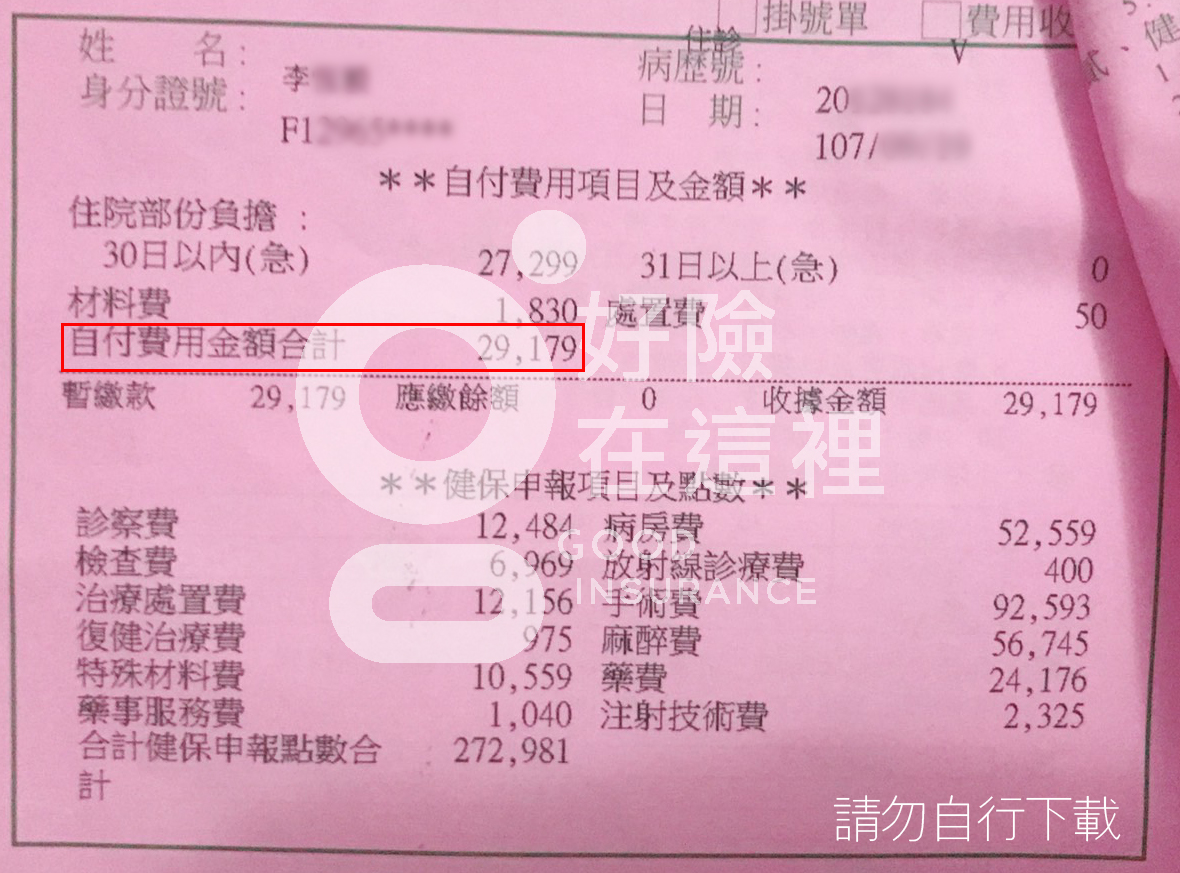 掛號單 費用收
住診 V
姓 名: 李 病歷號: 20
身分證號: F12965**** 日 期: 107/
**自付費用項目及金額**
住院部份負擔:
30日以內(急) 27,299 31日以上(急) 0
材料費 1,830 處置費 50
自付費用金額合計 29,179
暫繳款 29,179 應繳餘額 0 收據金額 29,179
**健保申報項目及點數**
診察費 12,484 病房費 52,559
檢查費 6,969 放射線診療費 400
治療處置費 12,156 手術費 92,593
復健治療費 975 麻醉費 56,745
特殊材料費 10,559 藥費 24,176
藥事服務費 1,040 注射技術費 2,325
合計健保申報點數合 272,981
計
好險
在這裡
GOOD
INSURANCE
請勿自行下載